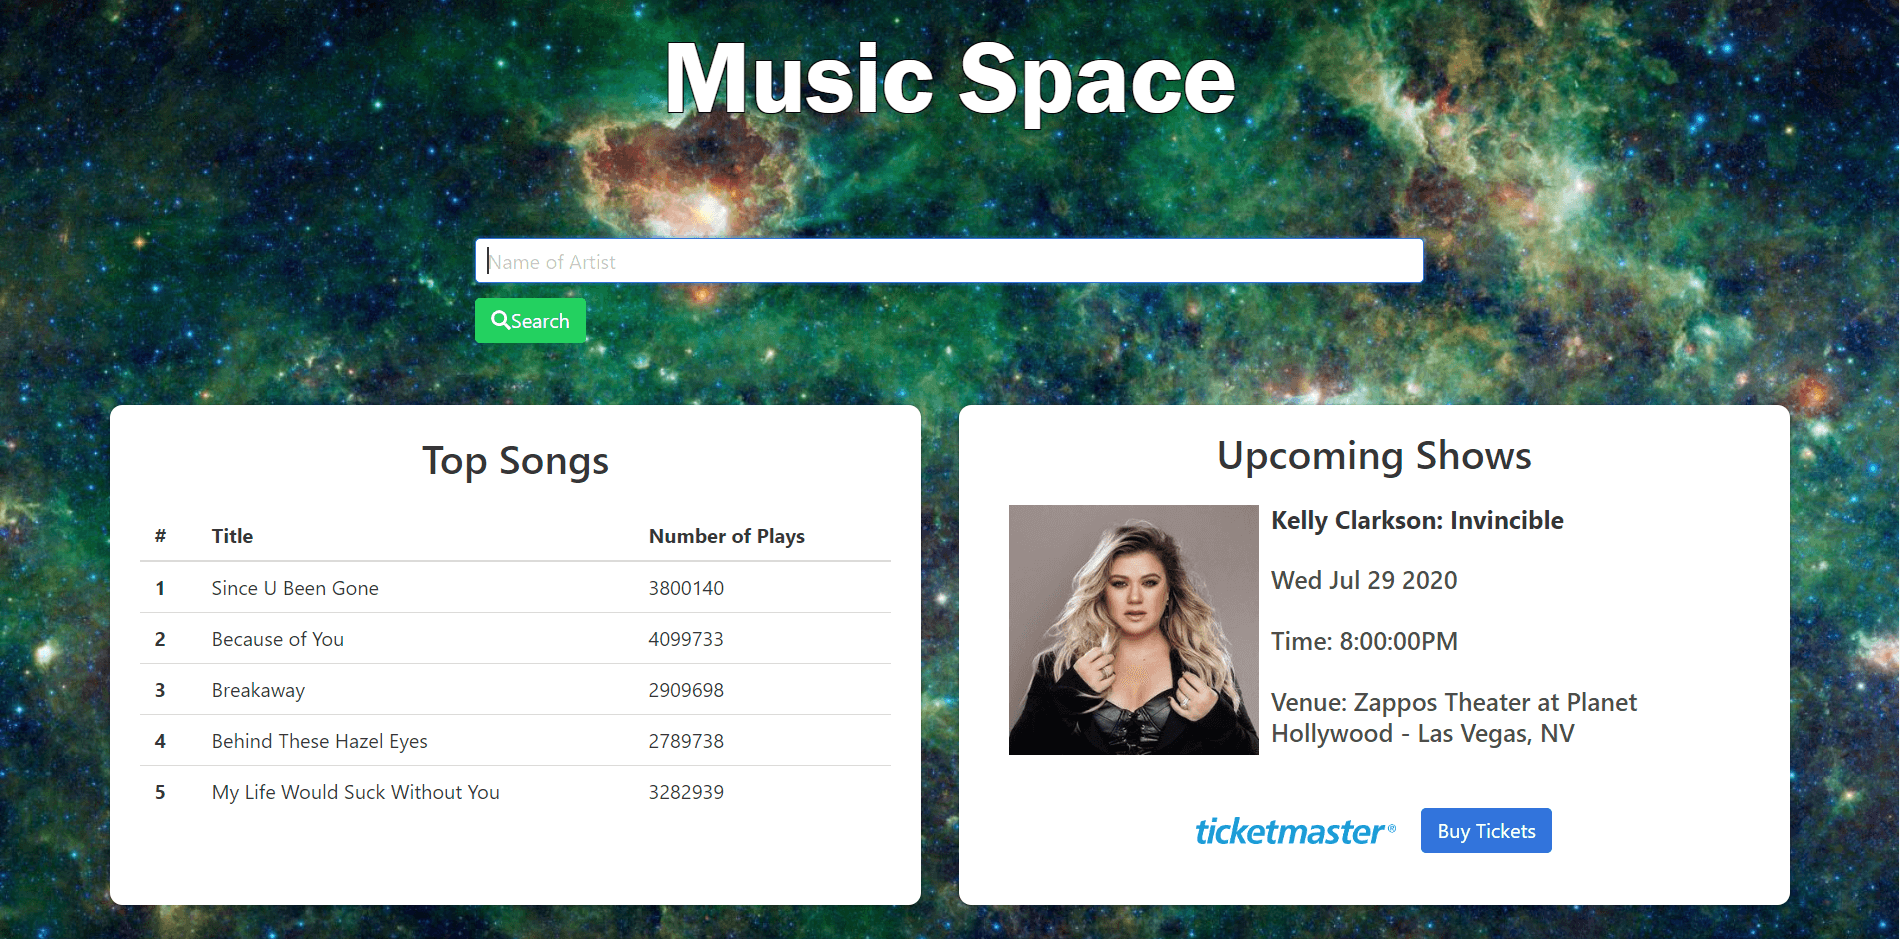 Music Space
Name of Artist
Search
Top Songs
# Title Number of Plays
1 Since U Been Gone 3800140
2 Because of You 4099733
3 Breakaway 2909698
4 Behind These Hazel Eyes 2789738
5 My Life Would Suck Without You 3282939
Upcoming Shows
Kelly Clarkson: Invincible
Wed Jul 29 2020
Time: 8:00:00PM
Venue: Zappos Theater at Planet
Hollywood - Las Vegas, NV
ticketmaster®
Buy Tickets